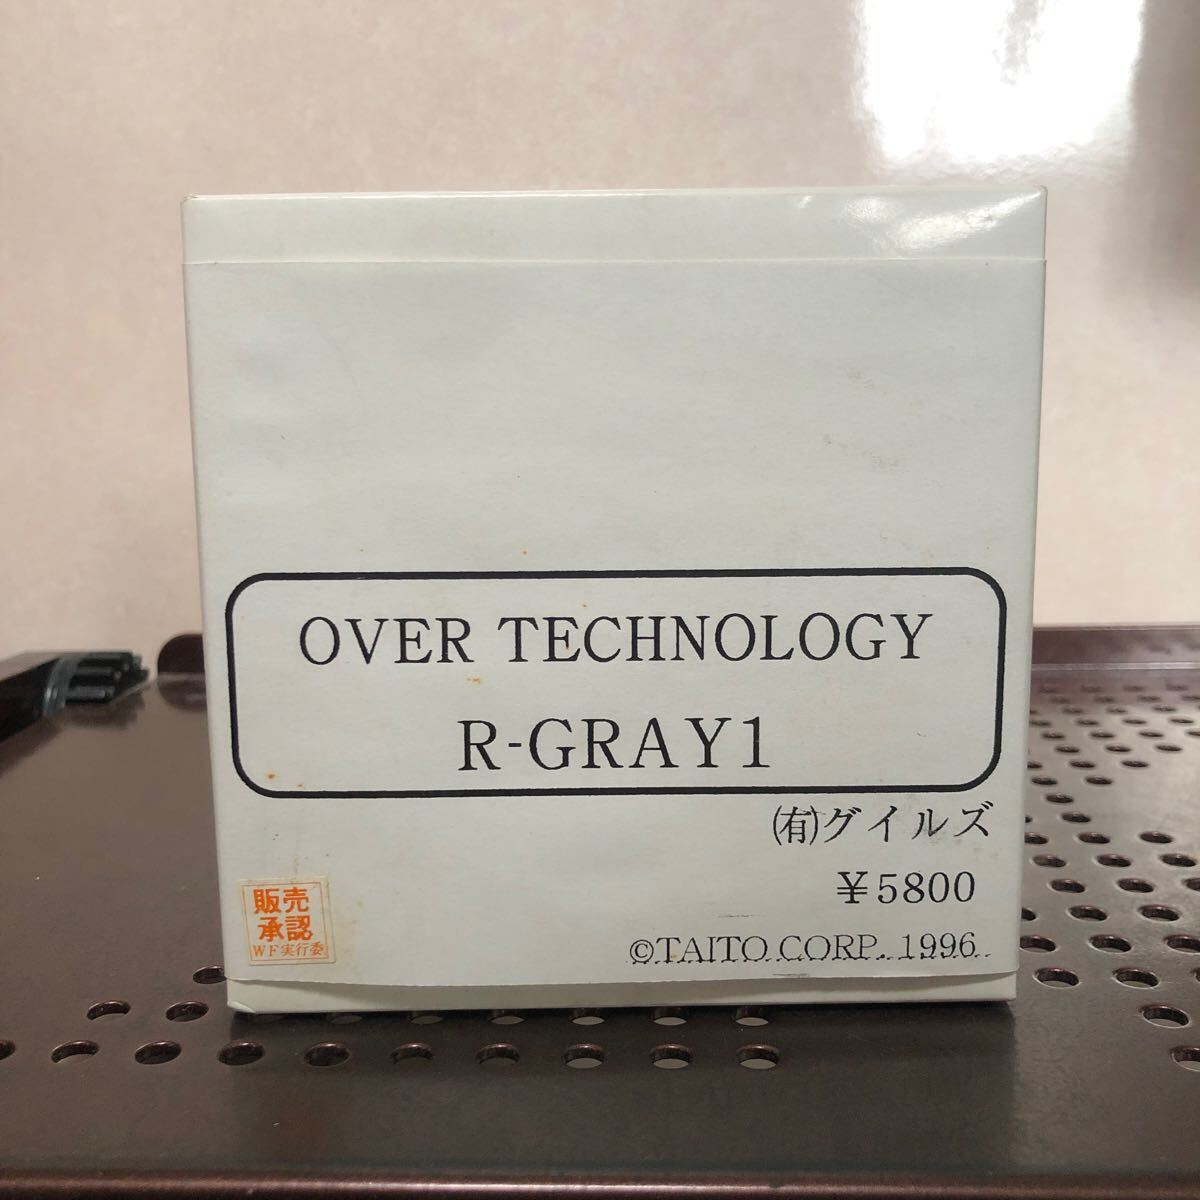 OVER TECHNOLOGY
R-GRAY1
㈲グイルズ
￥5800
©TAITO CORP. 1996
販売
承認
WF実行委